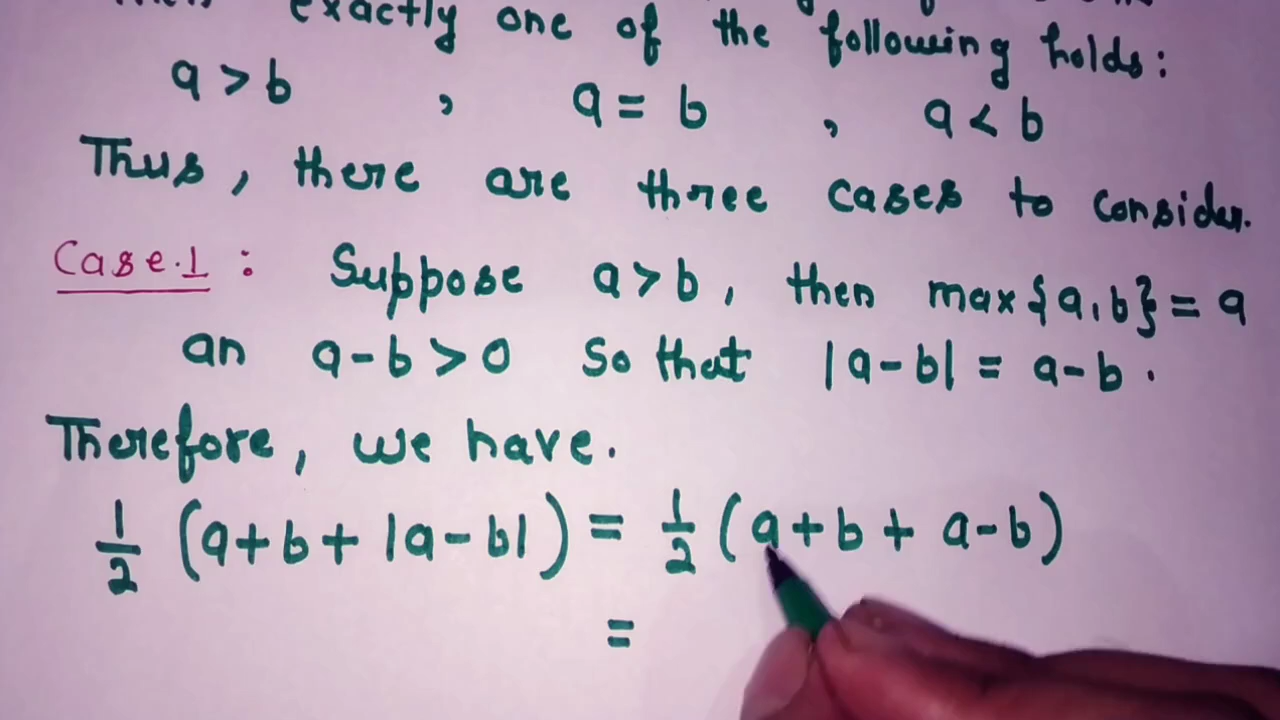 exactly one of the following holds:
a > b , a = b , a < b
Thus, there are three cases to consider.
Case.1 : Suppose a > b, then max{a,b} = a
an a-b > 0 so that |a-b| = a-b.
Therefore, we have.
1/2 (a+b+ |a-b|) = 1/2 (a+b + a-b)
=